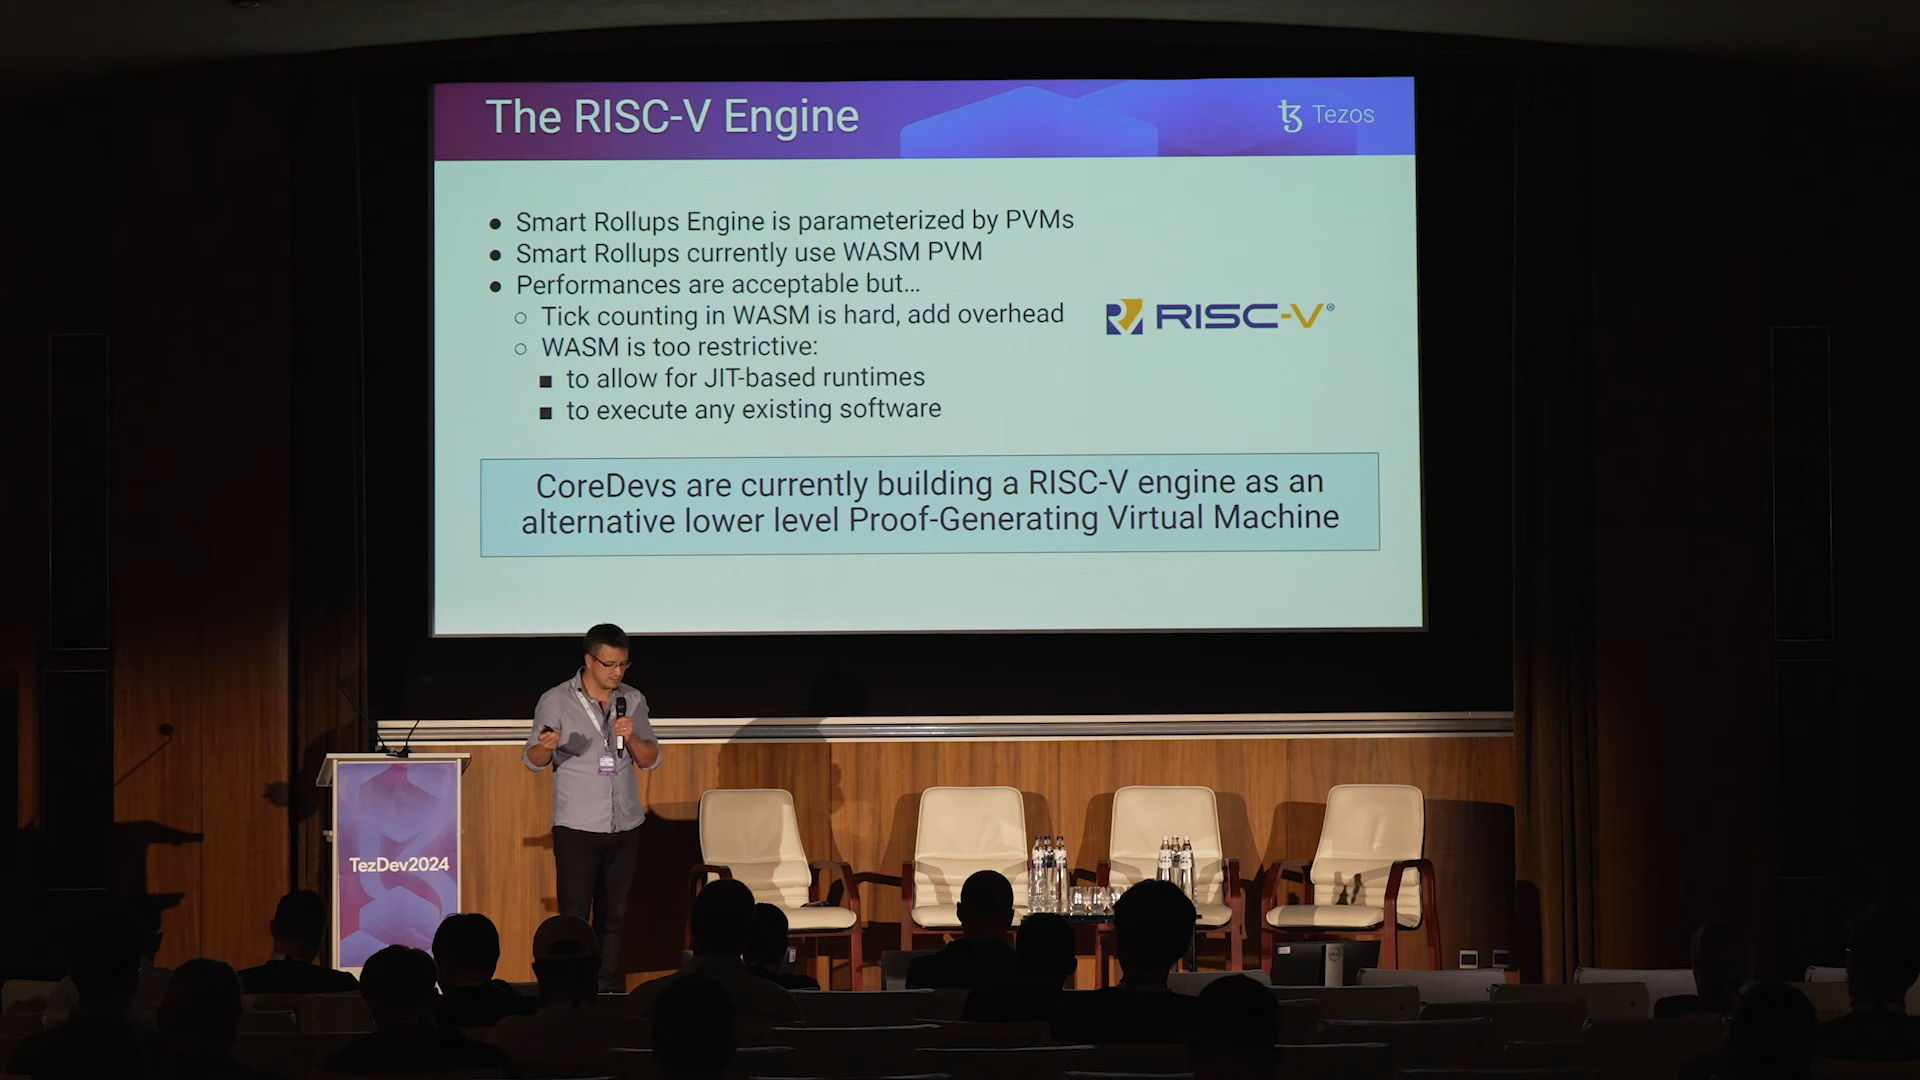 The RISC-V Engine
Tezos
● Smart Rollups Engine is parameterized by PVMs
● Smart Rollups currently use WASM PVM
● Performances are acceptable but...
○ Tick counting in WASM is hard, add overhead
○ WASM is too restrictive:
■ to allow for JIT-based runtimes
■ to execute any existing software
RISC-V®
CoreDevs are currently building a RISC-V engine as an
alternative lower level Proof-Generating Virtual Machine
TezDev2024